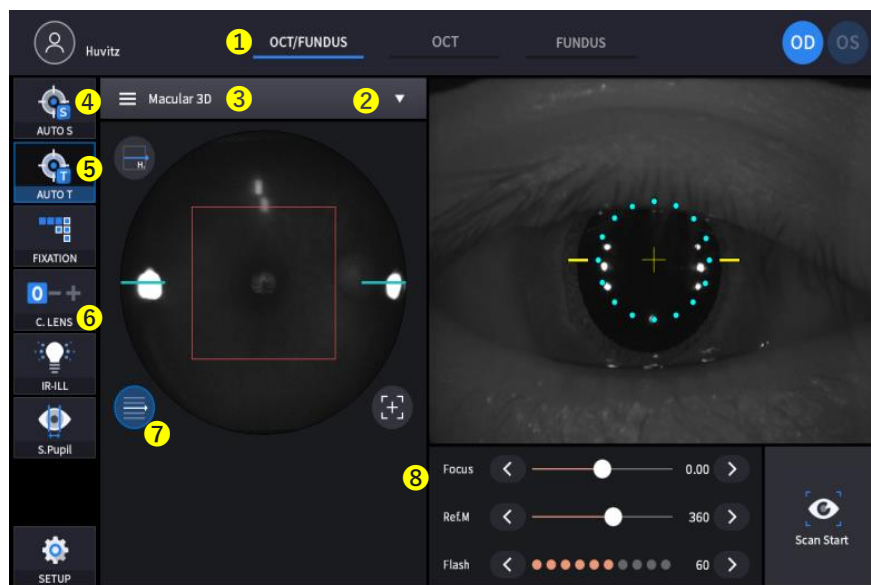 Huvitz
1
OCT/FUNDUS
OCT
FUNDUS
OD
OS
4
S
AUTO S
Macular 3D
3
2
5
T
AUTO T
H.
FIXATION
0 - +
C. LENS
6
IR-ILL
S.Pupil
7
SETUP
8
Focus
0.00
Ref.M
360
Flash
60
Scan Start